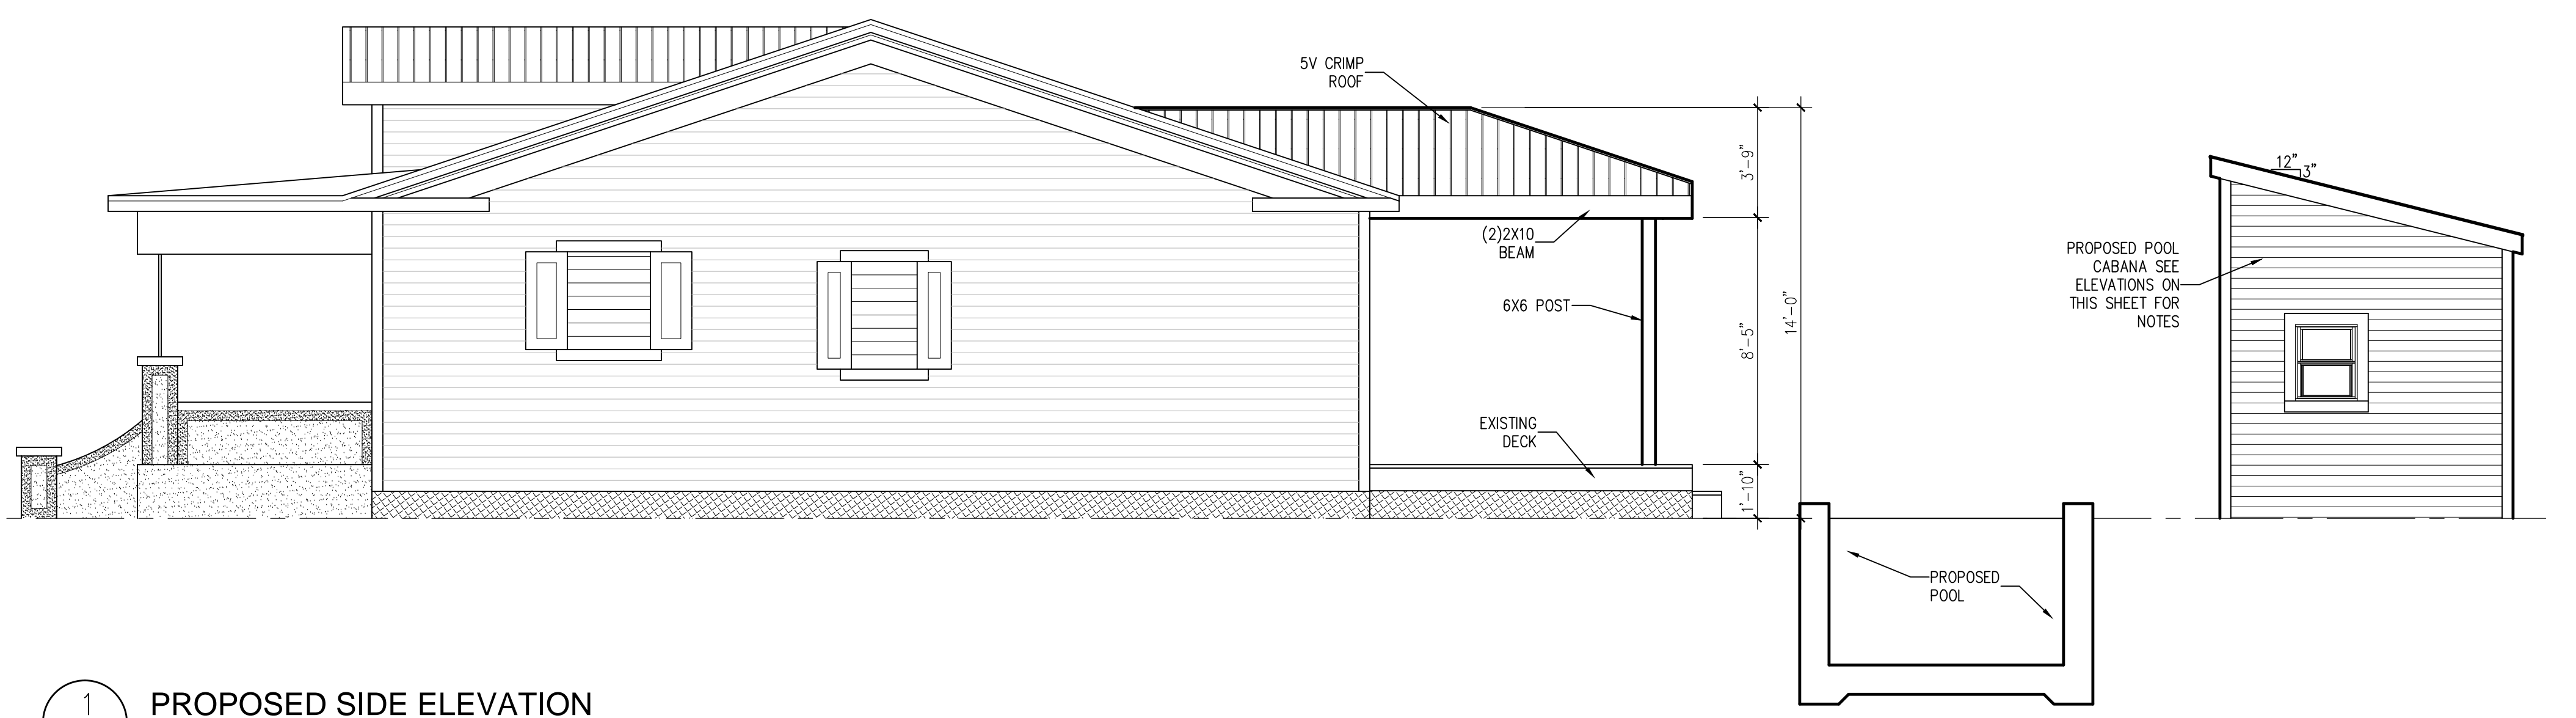 5V CRIMP
ROOF
12"
3"
3'-9"
(2)2X10
BEAM
PROPOSED POOL
CABANA SEE
ELEVATIONS ON
THIS SHEET FOR
NOTES
6X6 POST
14'-0"
8'-5"
EXISTING
DECK
1'-10"
PROPOSED
POOL
1
PROPOSED SIDE ELEVATION